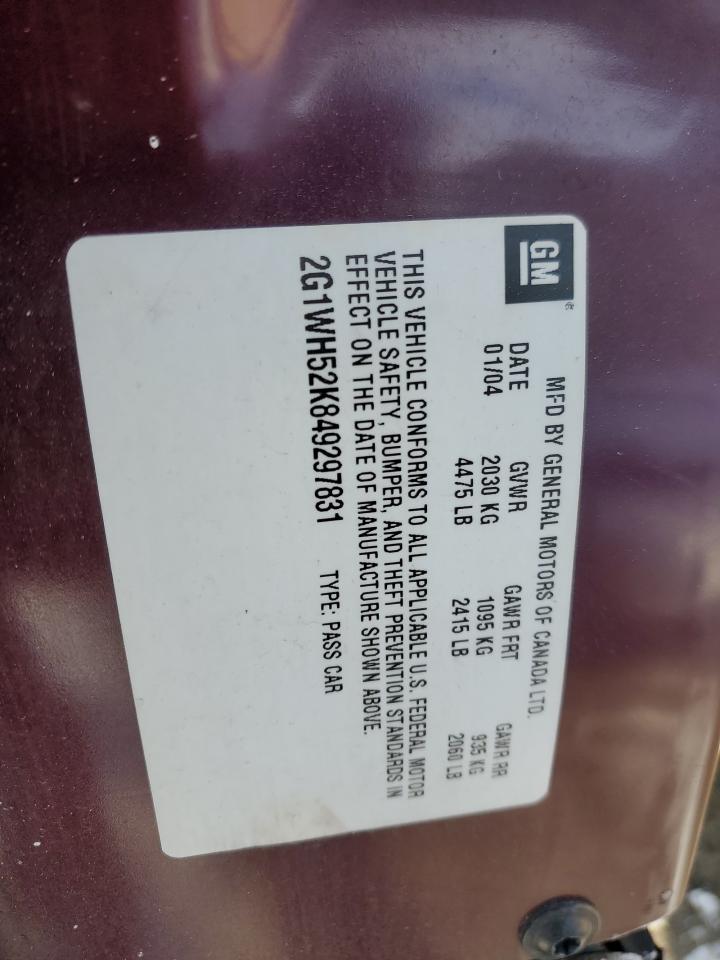 GM
MFD BY GENERAL MOTORS OF CANADA LTD.
DATE GVWR GAWR FRT GAWR RR
01/04 2030 KG 1095 KG 935 KG
4475 LB 2415 LB 2060 LB
THIS VEHICLE CONFORMS TO ALL APPLICABLE U.S. FEDERAL MOTOR
VEHICLE SAFETY, BUMPER, AND THEFT PREVENTION STANDARDS IN
EFFECT ON THE DATE OF MANUFACTURE SHOWN ABOVE.
2G1WH52K849297831 TYPE: PASS CAR